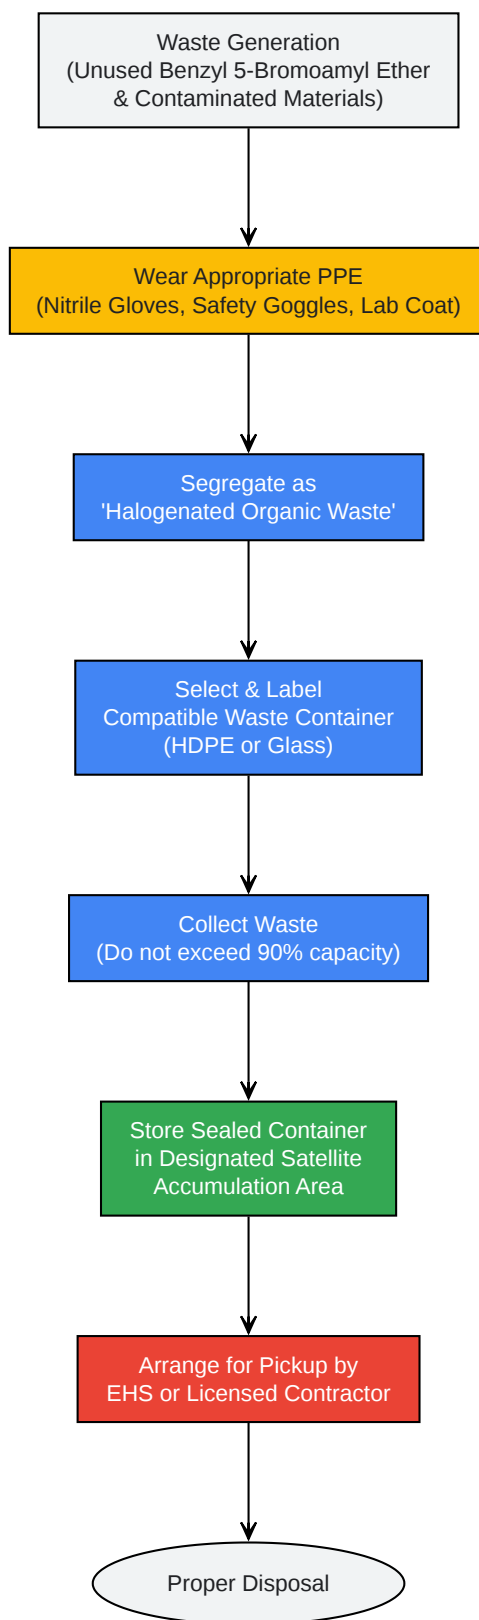 Waste Generation
(Unused Benzyl 5-Bromoamyl Ether
& Contaminated Materials)
Wear Appropriate PPE
(Nitrile Gloves, Safety Goggles, Lab Coat)
Segregate as
'Halogenated Organic Waste'
Select & Label
Compatible Waste Container
(HDPE or Glass)
Collect Waste
(Do not exceed 90% capacity)
Store Sealed Container
in Designated Satellite
Accumulation Area
Arrange for Pickup by
EHS or Licensed Contractor
Proper Disposal